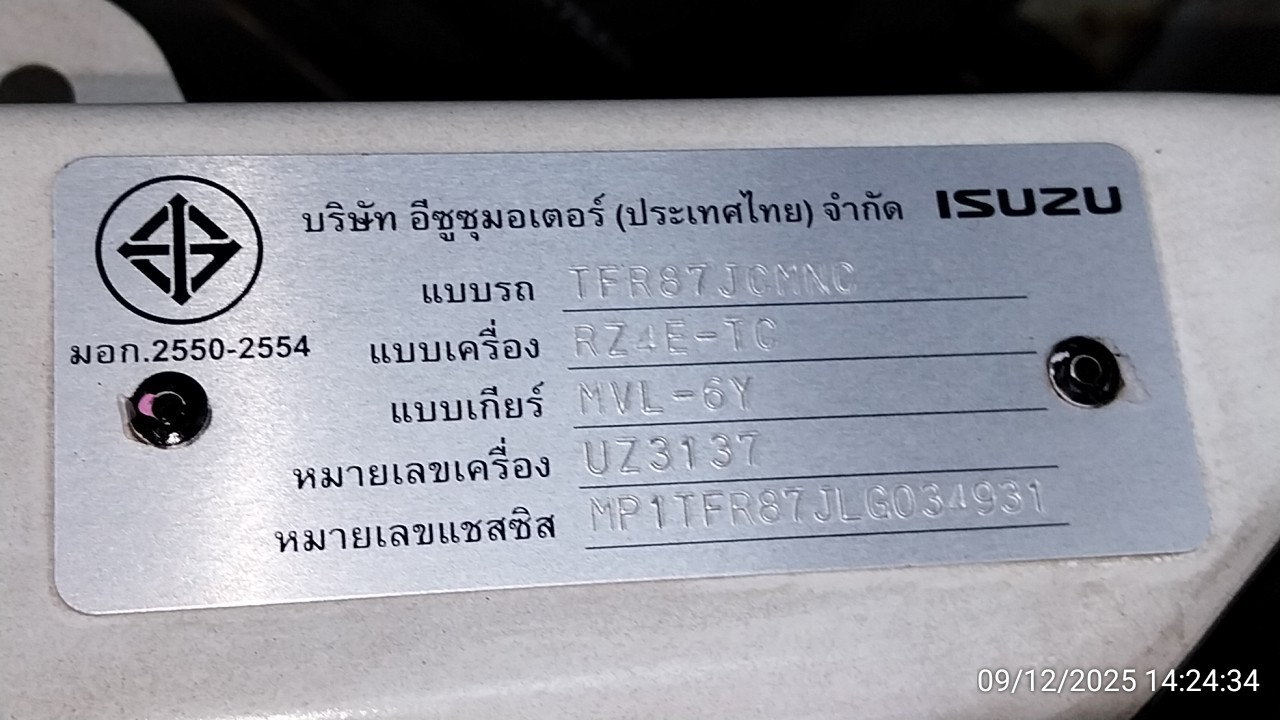 บริษัท อีซูซุมอเตอร์ (ประเทศไทย) จำกัด ISUZU
แบบรถ TFR87JCMNC
มอก.2550-2554
แบบเครื่อง RZ4E-TC
แบบเกียร์ MVL-6Y
หมายเลขเครื่อง UZ3137
หมายเลขแชสซิส MP1TFR87JLG034931
09/12/2025 14:24:34